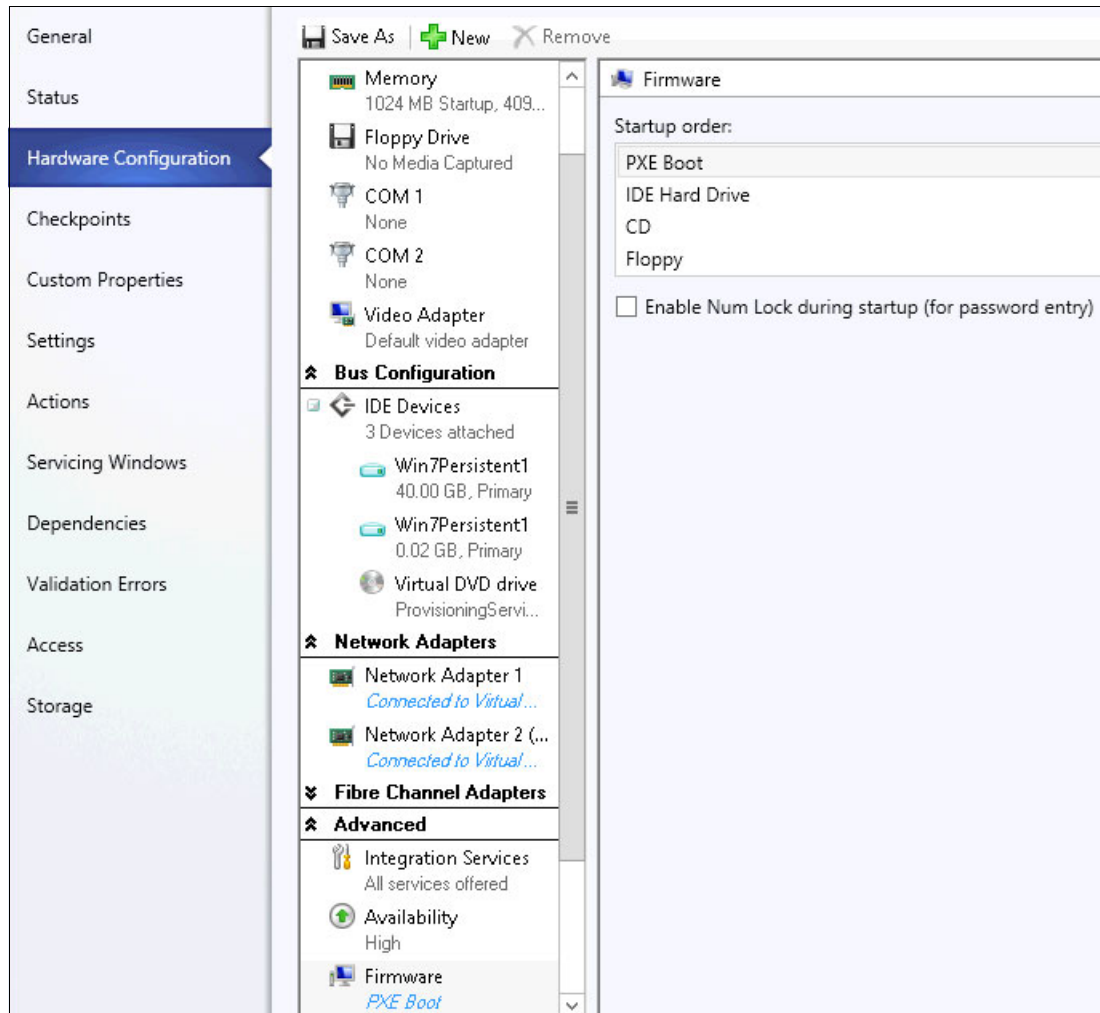 General
Status
Hardware Configuration
Checkpoints
Custom Properties
Settings
Actions
Servicing Windows
Dependencies
Validation Errors
Access
Storage
Save As New Remove
Memory
1024 MB Startup, 409...
Floppy Drive
No Media Captured
COM 1
None
COM 2
None
Video Adapter
Default video adapter
Bus Configuration
IDE Devices
3 Devices attached
Win7Persistent1
40.00 GB, Primary
Win7Persistent1
0.02 GB, Primary
Virtual DVD drive
ProvisioningServi...
Network Adapters
Network Adapter 1
Connected to Virtual ...
Network Adapter 2 (...
Connected to Virtual ...
Fibre Channel Adapters
Advanced
Integration Services
All services offered
Availability
High
Firmware
PXE Boot
Firmware
Startup order:
PXE Boot
IDE Hard Drive
CD
Floppy
Enable Num Lock during startup (for password entry)